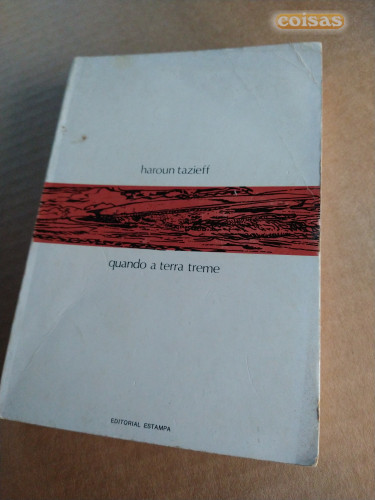 coisas
haroun tazieff
quando a terra treme
EDITORIAL ESTAMPA